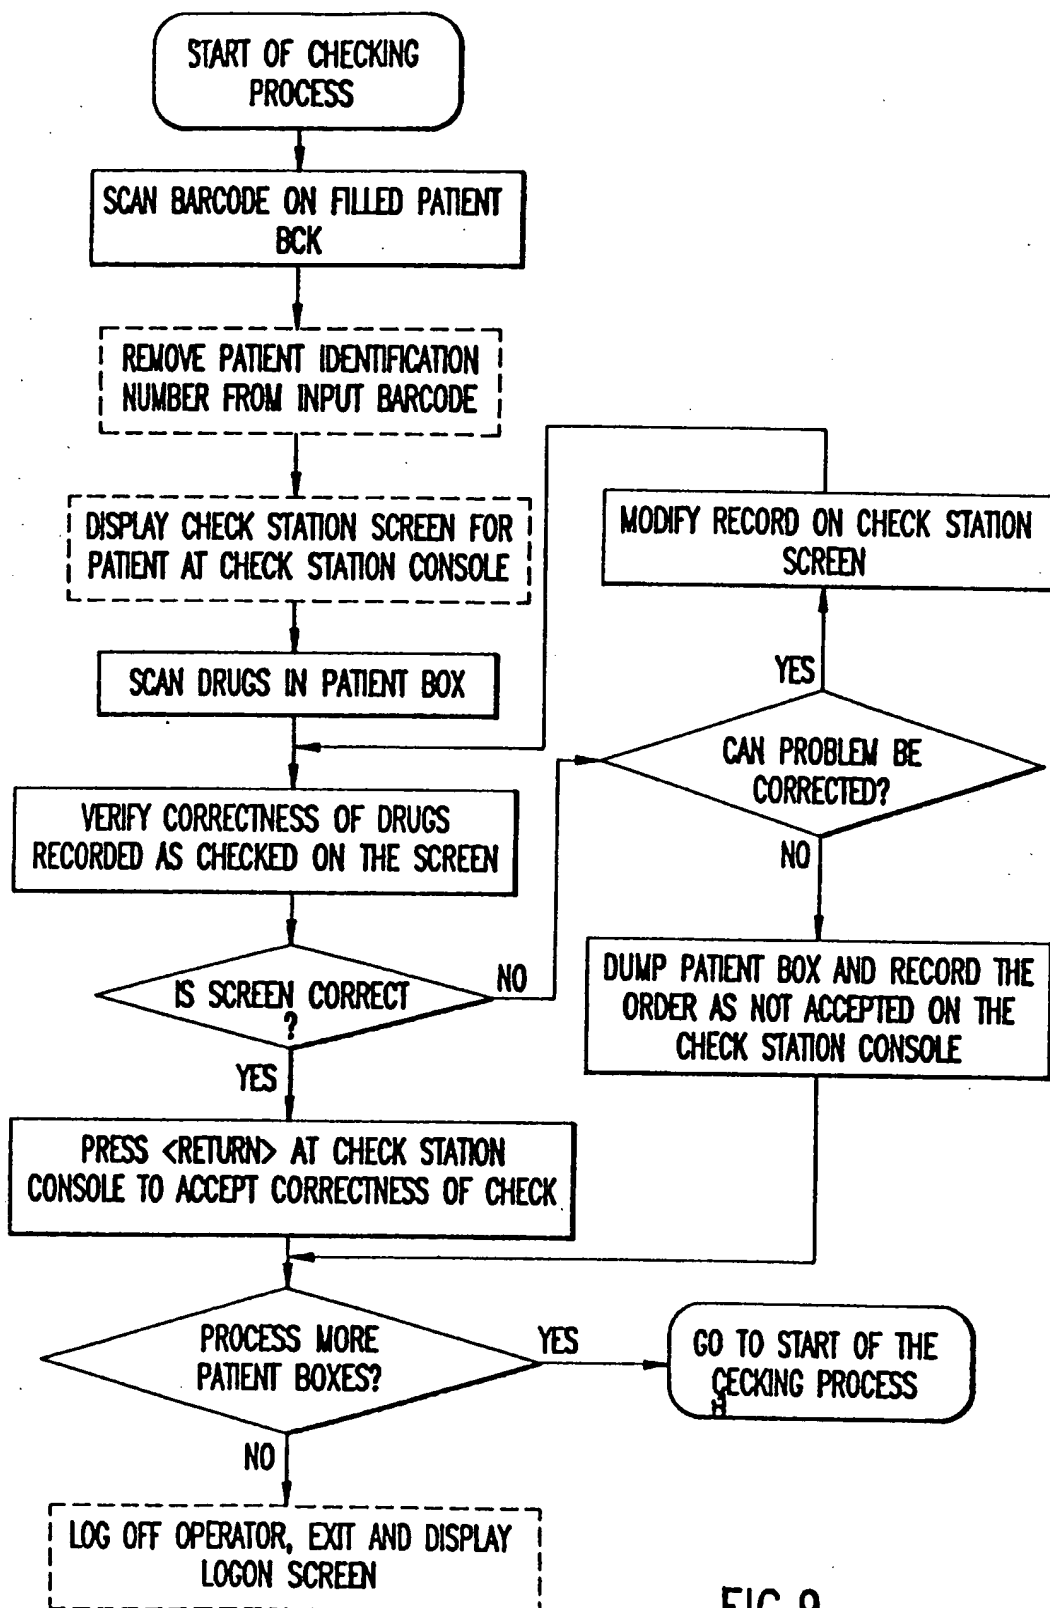 START OF CHECKING
PROCESS
SCAN BARCODE ON FILLED PATIENT
BCK
REMOVE PATIENT IDENTIFICATION
NUMBER FROM INPUT BARCODE
DISPLAY CHECK STATION SCREEN FOR
PATIENT AT CHECK STATION CONSOLE
SCAN DRUGS IN PATIENT BOX
VERIFY CORRECTNESS OF DRUGS
RECORDED AS CHECKED ON THE SCREEN
IS SCREEN CORRECT
?
NO
YES
MODIFY RECORD ON CHECK STATION
SCREEN
YES
CAN PROBLEM BE
CORRECTED?
NO
DUMP PATIENT BOX AND RECORD THE
ORDER AS NOT ACCEPTED ON THE
CHECK STATION CONSOLE
PRESS <RETURN> AT CHECK STATION
CONSOLE TO ACCEPT CORRECTNESS OF CHECK
PROCESS MORE
PATIENT BOXES?
YES
GO TO START OF THE
CECKING PROCESS
H
NO
LOG OFF OPERATOR, EXIT AND DISPLAY
LOGON SCREEN
FIG 9